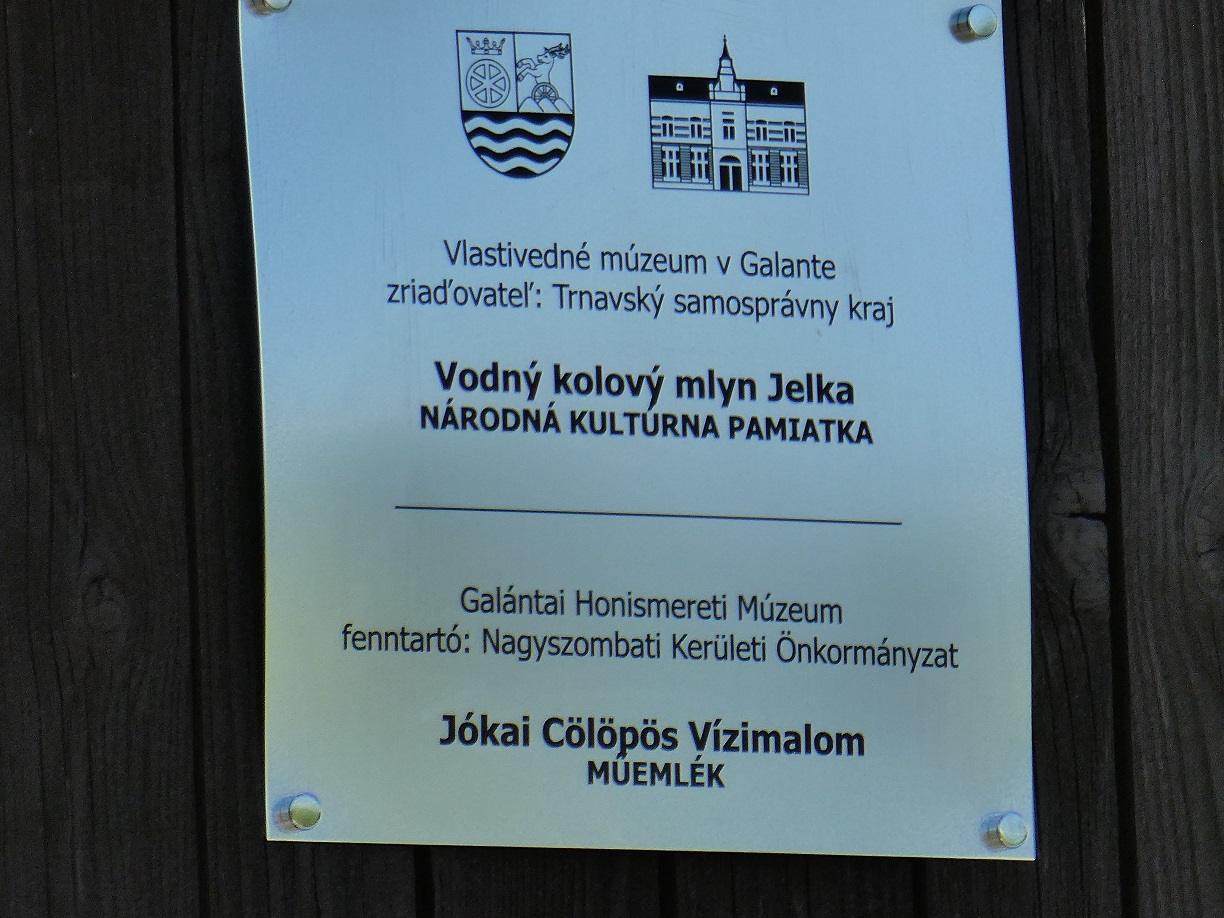 Vlastivedné múzeum v Galante
zriaďovateľ: Trnavský samosprávny kraj
Vodný kolový mlyn Jelka
NÁRODNÁ KULTÚRNA PAMIATKA
Galántai Honismereti Múzeum
fenntartó: Nagyszombati Kerületi Önkormányzat
Jókai Cölöpös Vízimalom
MŰEMLÉK